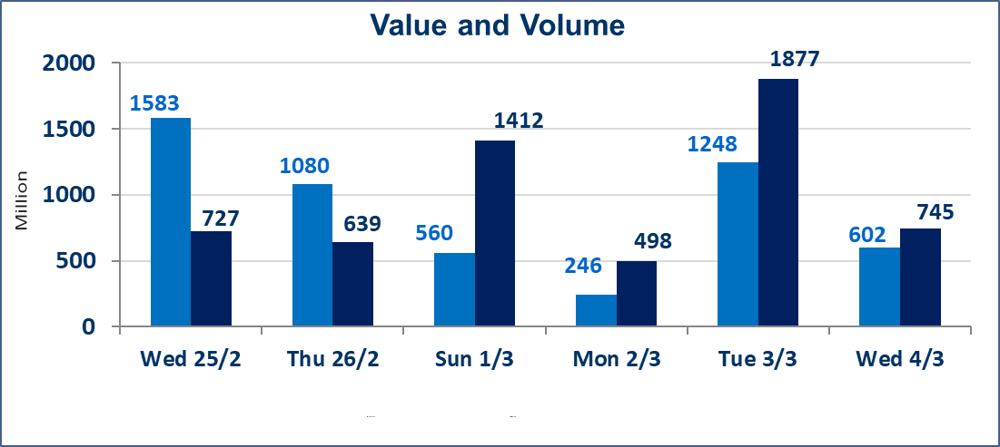 Value and Volume
2000
1500
1000
500
0
Million
1583
727
1080
639
560
1412
246
498
1248
1877
602
745
Wed 25/2
Thu 26/2
Sun 1/3
Mon 2/3
Tue 3/3
Wed 4/3